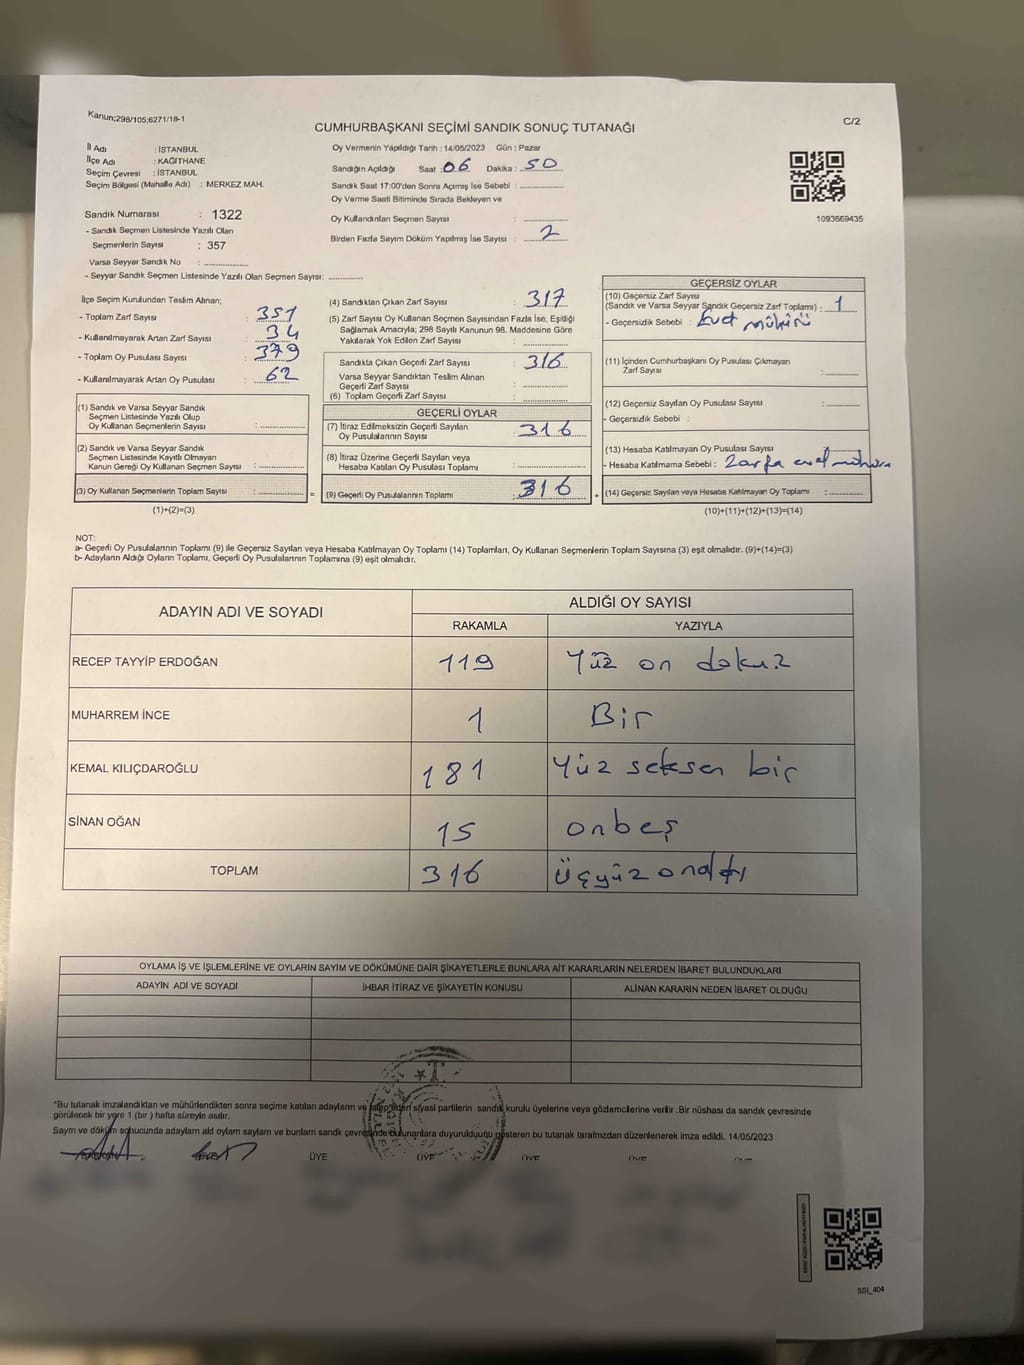 Kanun;298/105;6271/18-1
C/2
CUMHURBAŞKANI SEÇİMİ SANDIK SONUÇ TUTANAĞI
İl Adı : İSTANBUL
İlçe Adı : KAĞITHANE
Seçim Çevresi : İSTANBUL
Seçim Bölgesi (Mahalle Adı) : MERKEZ MAH.
Sandık Numarası : 1322
- Sandık Seçmen Listesinde Yazılı Olan
Seçmenlerin Sayısı : 357
Varsa Seyyar Sandık No : ..............
- Seyyar Sandık Seçmen Listesinde Yazılı Olan Seçmen Sayısı: ............
Oy Vermenin Yapıldığı Tarih : 14/05/2023 Gün : Pazar
Sandığın Açıldığı Saat : 06 Dakika : 50
Sandık Saat 17:00'den Sonra Açmış İse Sebebi : ..............
Oy Verme Saati Bitiminde Sırada Bekleyen ve
Oy Kullandırılan Seçmen Sayısı : ..............
Birden Fazla Sayım Döküm Yapılmış İse Sayısı : 2
1093669435
İlçe Seçim Kurulundan Teslim Alınan;
- Toplam Zarf Sayısı : 351
- Kullanılmayarak Artan Zarf Sayısı : 34
- Toplam Oy Pusulası Sayısı : 379
- Kullanılmayarak Artan Oy Pusulası : 62
(1) Sandık ve Varsa Seyyar Sandık
Seçmen Listesinde Yazılı Olup
Oy Kullanan Seçmenlerin Sayısı : ..............
(2) Sandık ve Varsa Seyyar Sandık
Seçmen Listesinde Kayıtlı Olmayan
Kanun Gereği Oy Kullanan Seçmen Sayısı : ..............
(3) Oy Kullanan Seçmenlerin Toplam Sayısı : ..............
(1)+(2)=(3)
(4) Sandıktan Çıkan Zarf Sayısı : 317
(5) Zarf Sayısı Oy Kullanan Seçmen Sayısından Fazla İse, Eşitliği
Sağlamak Amacıyla; 298 Sayılı Kanunun 98. Maddesine Göre
Yakılarak Yok Edilen Zarf Sayısı : ..............
Sandıkta Çıkan Geçerli Zarf Sayısı : 316
Varsa Seyyar Sandıktan Teslim Alınan
Geçerli Zarf Sayısı : ..............
(6) Toplam Geçerli Zarf Sayısı : ..............
GEÇERLİ OYLAR
(7) İtiraz Edilmeksizin Geçerli Sayılan
Oy Pusulalarının Sayısı : 316
(8) İtiraz Üzerine Geçerli Sayılan veya
Hesaba Katılan Oy Pusulası Toplamı : ..............
= (9) Geçerli Oy Pusulalarının Toplamı : 316 +
GEÇERSİZ OYLAR
(10) Geçersiz Zarf Sayısı
(Sandık ve Varsa Seyyar Sandık Geçersiz Zarf Toplamı) : 1
- Geçersizlik Sebebi : Evet mührü
(11) İçinden Cumhurbaşkanı Oy Pusulası Çıkmayan
Zarf Sayısı : ..............
(12) Geçersiz Sayılan Oy Pusulası Sayısı : ..............
- Geçersizlik Sebebi :
(13) Hesaba Katılmayan Oy Pusulası Sayısı : ..............
- Hesaba Katılmama Sebebi : Zarfa evet mührü
(14) Geçersiz Sayılan veya Hesaba Katılmayan Oy Toplamı : ..............
(10)+(11)+(12)+(13)=(14)
NOT:
a- Geçerli Oy Pusulalarının Toplamı (9) ile Geçersiz Sayılan veya Hesaba Katılmayan Oy Toplamı (14) Toplamları, Oy Kullanan Seçmenlerin Toplam Sayısına (3) eşit olmalıdır. (9)+(14)=(3)
b- Adayların Aldığı Oyların Toplamı, Geçerli Oy Pusulalarının Toplamına (9) eşit olmalıdır.
ADAYIN ADI VE SOYADI
ALDIĞI OY SAYISI
RAKAMLA YAZIYLA
RECEP TAYYİP ERDOĞAN 119 Yüz on dokuz
MUHARREM İNCE 1 Bir
KEMAL KILIÇDAROĞLU 181 Yüz seksen bir
SİNAN OĞAN 15 onbeş
TOPLAM 316 Üçyüz onaltı
OYLAMA İŞ VE İŞLEMLERİNE VE OYLARIN SAYIM VE DÖKÜMÜNE DAİR ŞİKAYETLERLE BUNLARA AİT KARARLARIN NELERDEN İBARET BULUNDUKLARI
ADAYIN ADI VE SOYADI İHBAR İTİRAZ VE ŞİKAYETİN KONUSU ALINAN KARARIN NEDEN İBARET OLDUĞU
*Bu tutanak imzalandıktan ve mühürlendikten sonra seçime katılan adayların ve talep eden siyasi partilerin sandık kurulu üyelerine veya gözlemcilerine verilir .Bir nüshası da sandık çevresinde
görülecek bir yere 1 (bir ) hafta süreyle asılır.
Sayım ve döküm sonucunda adayların aldığı oyların sayıları ve bunların sandık çevresinde bulunanlara duyurulduğunu gösteren bu tutanak tarafımızdan düzenlenerek imza edildi, 14/05/2023
ÜYE ÜYE ÜYE ÜYE ÜYE
SSI_404